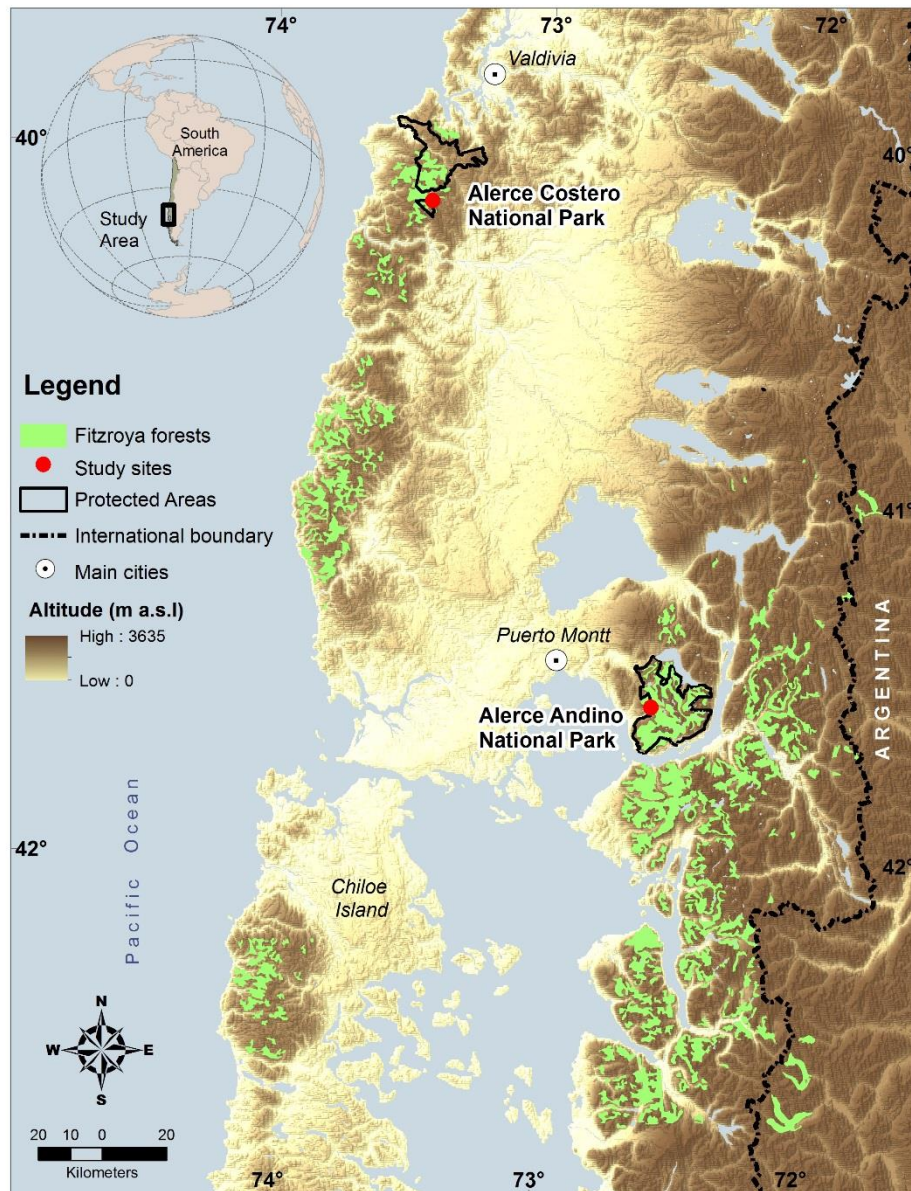 74°
73°
72°
Valdivia
40°
40°
South
America
Study
Area
Alerce Costero
National Park
Legend
Fitzroya forests
Study sites
Protected Areas
International boundary
Main cities
Altitude (m a.s.l)
High : 3635
Low : 0
41°
Puerto Montt
Alerce Andino
National Park
ARGENTINA
Pacific Ocean
42°
42°
Chiloe
Island
N
W
E
S
20 10 0 20
Kilometers
74°
73°
72°